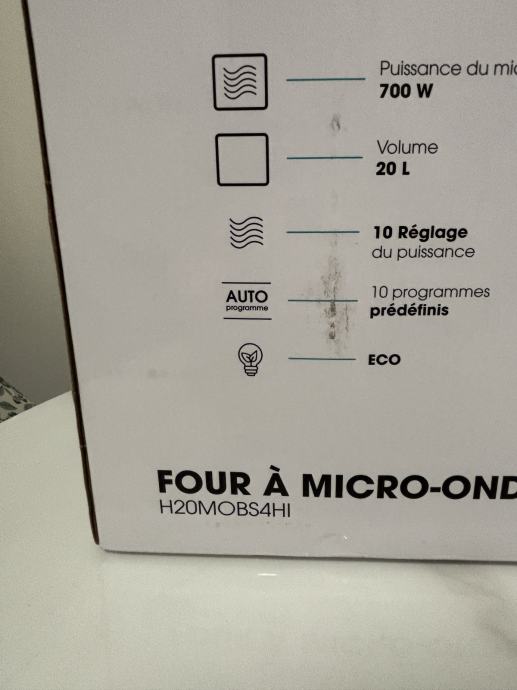 Puissance du mic
700 W
Volume
20 L
10 Réglage
du puissance
AUTO
programme
10 programmes
prédéfinis
ECO
FOUR À MICRO-OND
H20MOBS4HI